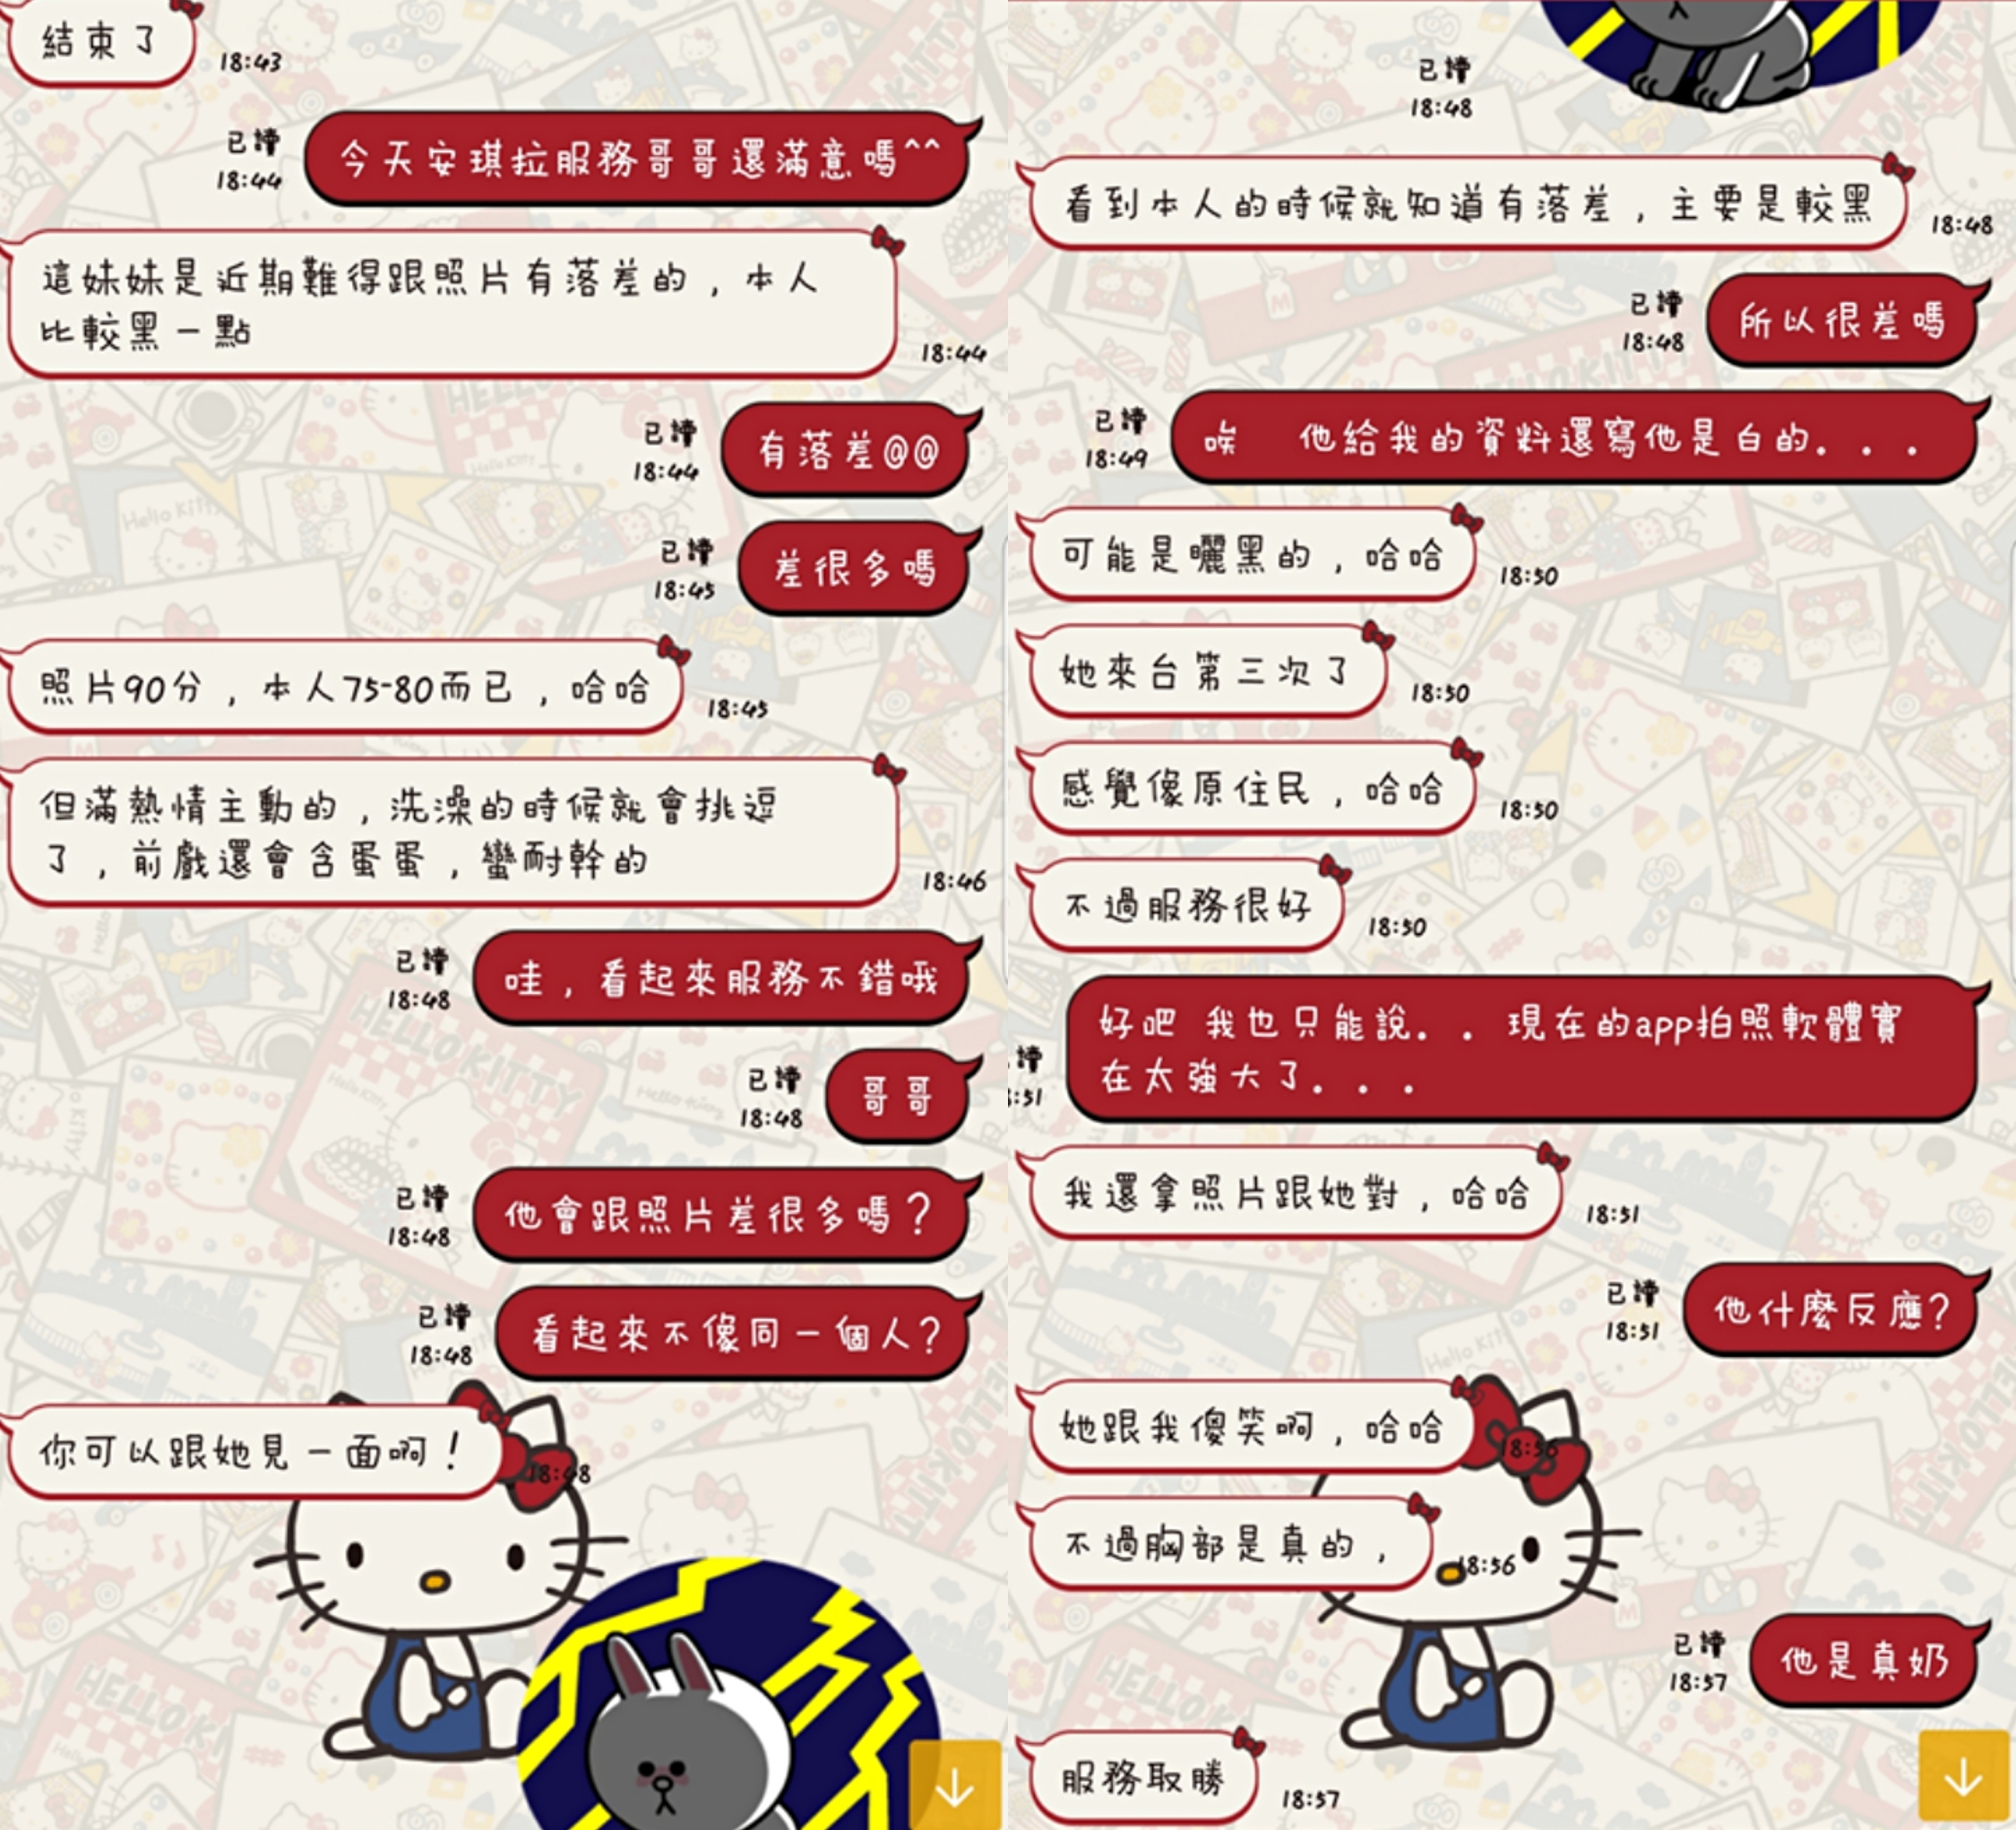 結束了
18:43
已讀
18:44
今天安琪拉服務哥哥還滿意嗎^^
這妹妹是近期難得跟照片有落差的，本人
比較黑一點
18:44
已讀
18:44
有落差@@
已讀
18:45
差很多嗎
照片90分，本人75-80而已，哈哈
18:45
但滿熱情主動的，洗澡的時候就會挑逗
了，前戲還會含蛋蛋，蠻耐幹的
18:46
已讀
18:48
哇，看起來服務不錯哦
已讀
18:48
哥哥
已讀
18:48
他會跟照片差很多嗎？
已讀
18:48
看起來不像同一個人？
你可以跟她見一面啊！
18:48
已讀
18:48
看到本人的時候就知道有落差，主要是較黑
18:48
已讀
18:48
所以很差嗎
已讀
18:49
唉　他給我的資料還寫他是白的．．．
可能是曬黑的，哈哈
18:50
她來台第三次了
18:50
感覺像原住民，哈哈
18:50
不過服務很好
18:50
讀
:51
好吧 我也只能說．．現在的app拍照軟體實
在太強大了．．．
我還拿照片跟她對，哈哈
18:51
已讀
18:51
他什麼反應?
她跟我傻笑啊，哈哈
18:56
不過胸部是真的，
18:56
已讀
18:57
他是真奶
服務取勝
18:57